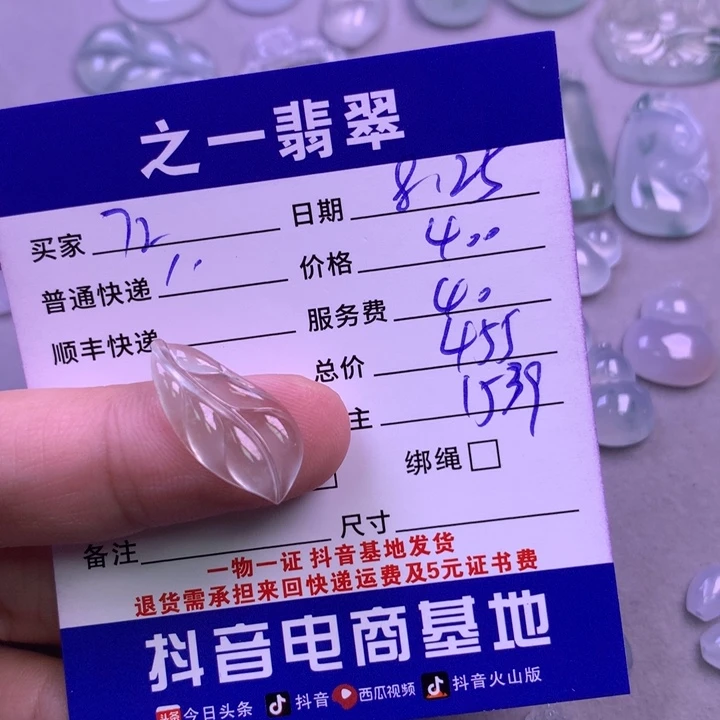 之一翡翠
买家 72 日期 8.25
普通快递 价格 400
顺丰快递 服务费 40
总价 455
主 1539
绑绳
尺寸
备注
一物一证 抖音基地发货
退货需承担来回快递运费及5元证书费
抖音电商基地
头条 今日头条 抖音 西瓜视频 抖音火山版